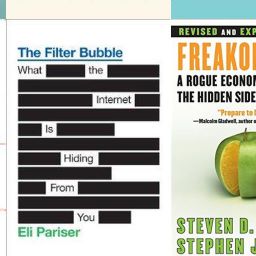 The Filter Bubble
What the
Internet
Is
Hiding
From
You
Eli Pariser
REVISED AND EXP
FREAKO
A ROGUE ECONOM
THE HIDDEN SIDE
"Prepare to
—Malcolm Gladwell, author o
STEVEN D.
STEPHEN J